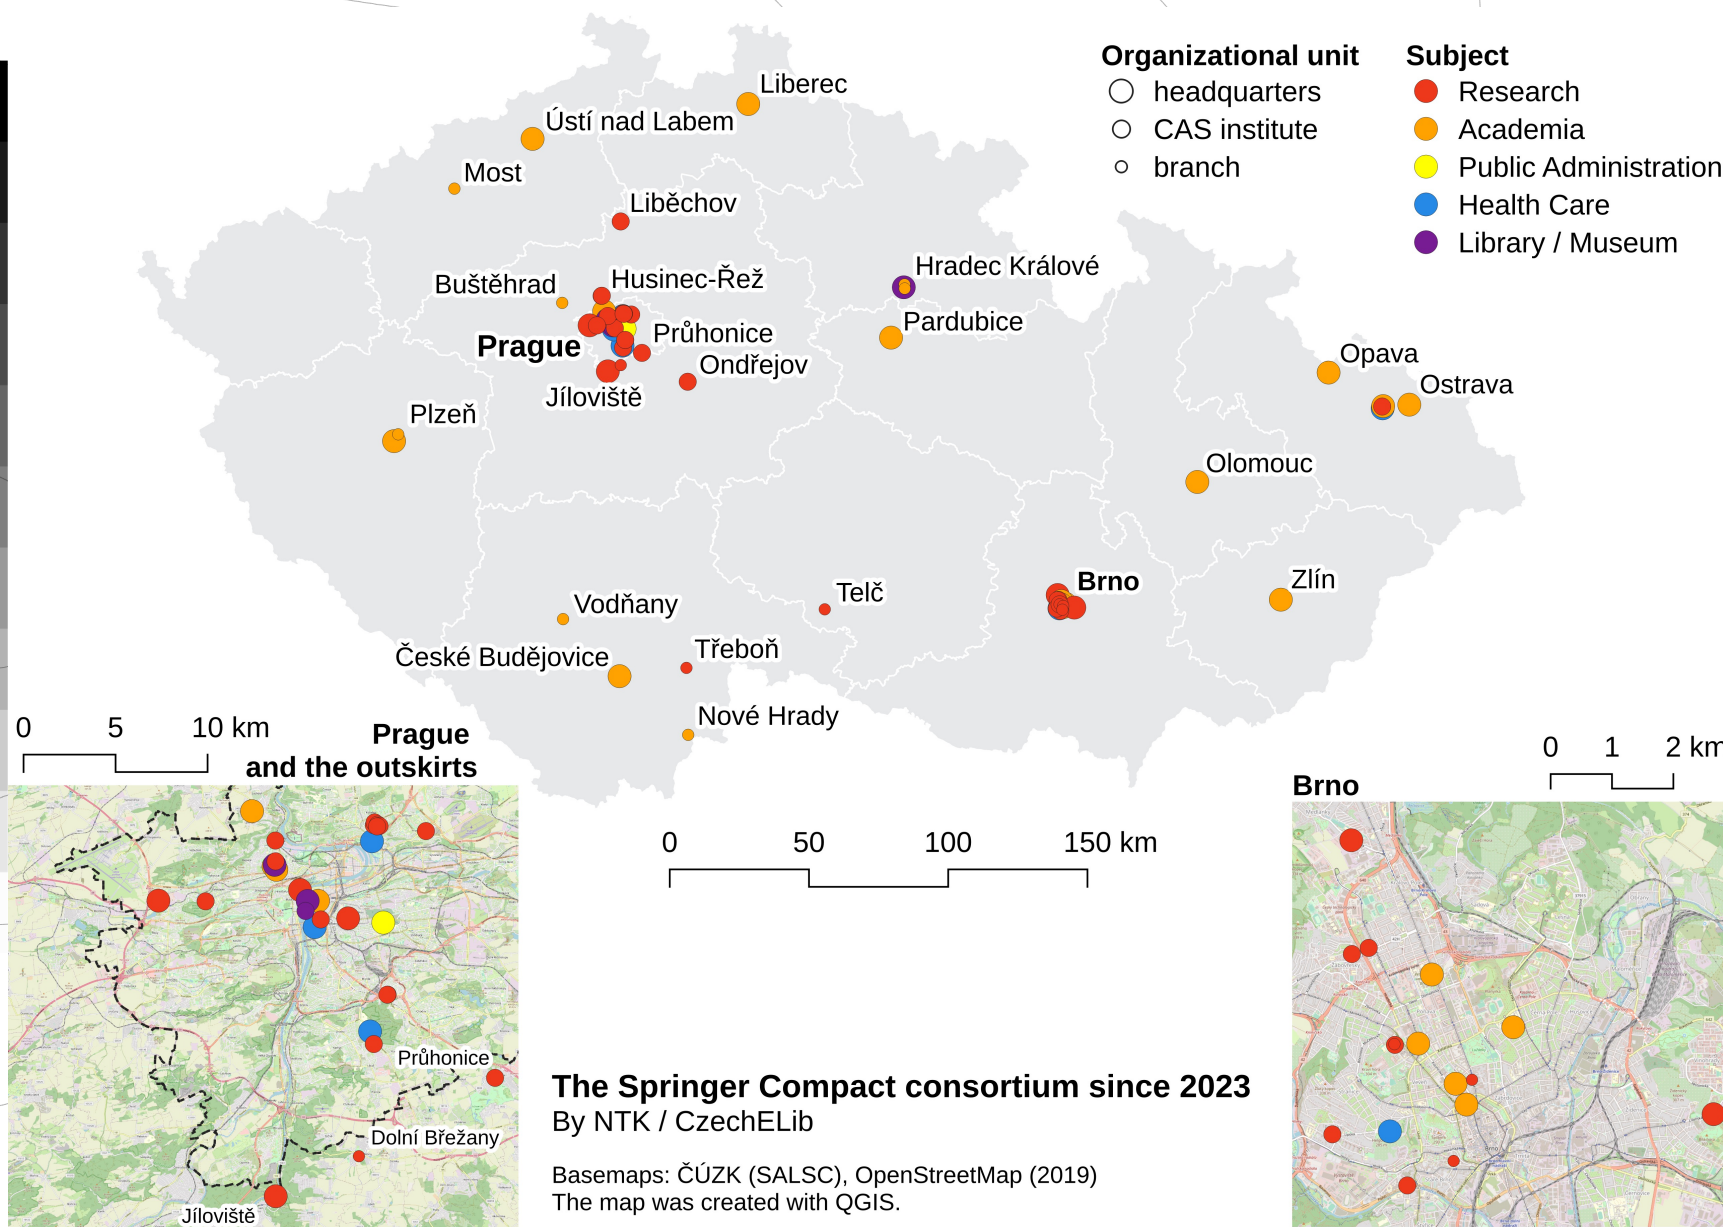 Organizational unit
headquarters
CAS institute
branch
Subject
Research
Academia
Public Administration
Health Care
Library / Museum
Liberec
Ústí nad Labem
Most
Liběchov
Buštěhrad
Husinec-Řež
Hradec Králové
Pardubice
Prague
Průhonice
Ondřejov
Jíloviště
Opava
Ostrava
Plzeň
Olomouc
Brno
Zlín
Telč
Vodňany
České Budějovice
Třeboň
Nové Hrady
0 5 10 km
Prague
and the outskirts
Průhonice
Dolní Břežany
Jíloviště
0 50 100 150 km
0 1 2 km
Brno
The Springer Compact consortium since 2023
By NTK / CzechELib
Basemaps: ČÚZK (SALSC), OpenStreetMap (2019)
The map was created with QGIS.